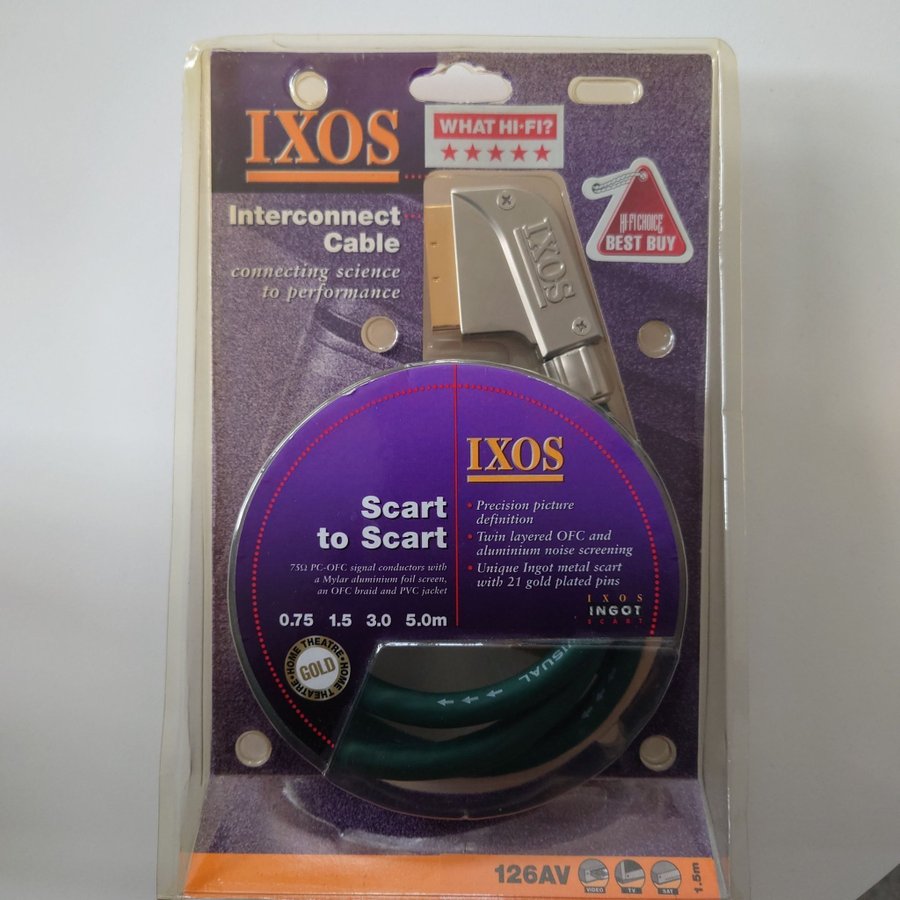 IXOS
WHAT HI·FI?
Interconnect
Cable
connecting science
to performance
HI-FI CHOICE
BEST BUY
IXOS
IXOS
Scart
to Scart
75Ω PC-OFC signal conductors with
a Mylar aluminium foil screen,
an OFC braid and PVC jacket
0.75 1.5 3.0 5.0m
• Precision picture
definition
• Twin layered OFC and
aluminium noise screening
• Unique Ingot metal scart
with 21 gold plated pins
IXOS
INGOT
SCART
HOME THEATRE • HOME THEATRE •
GOLD
VISUAL
126AV
VIDEO
TV
SAT
1.5m